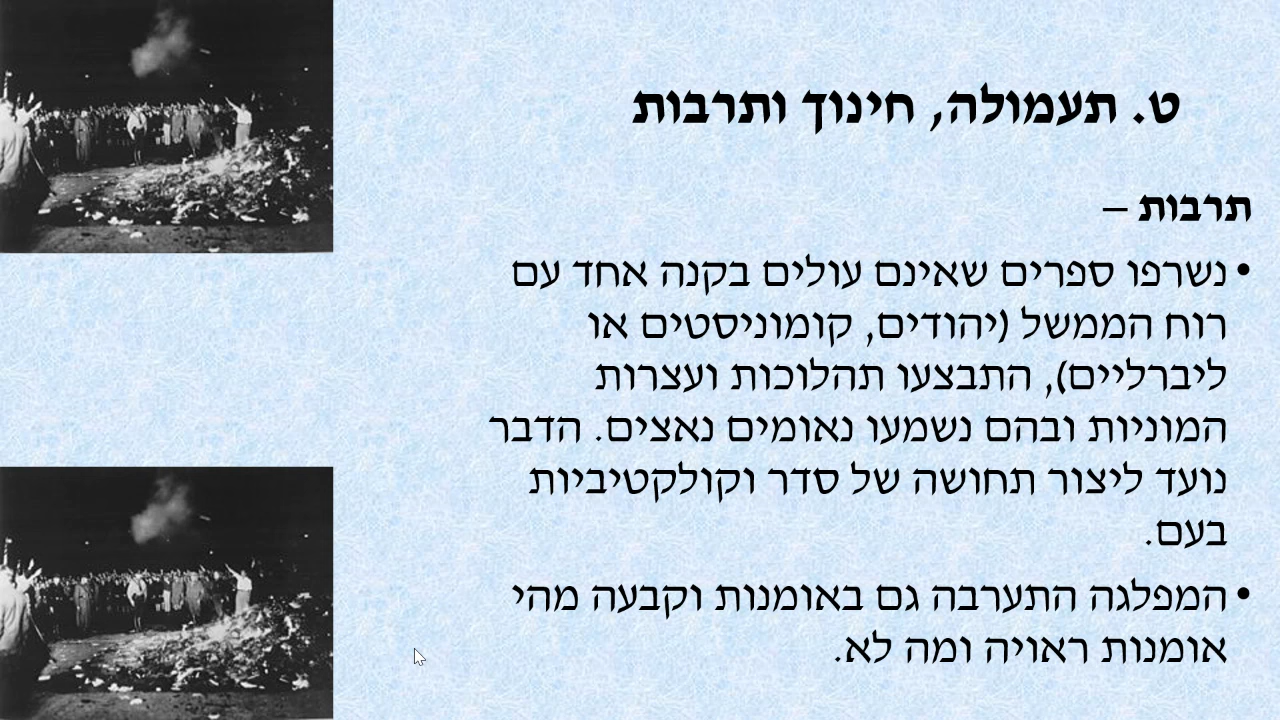 ט. תעמולה, חינוך ותרבות
תרבות –
•נשרפו ספרים שאינם עולים בקנה אחד עם
רוח הממשל (יהודים, קומוניסטים או
ליברליים), התבצעו תהלוכות ועצרות
המוניות ובהם נשמעו נאומים נאצים. הדבר
נועד ליצור תחושה של סדר וקולקטיביות
בעם.
•המפלגה התערבה גם באומנות וקבעה מהי
אומנות ראויה ומה לא.